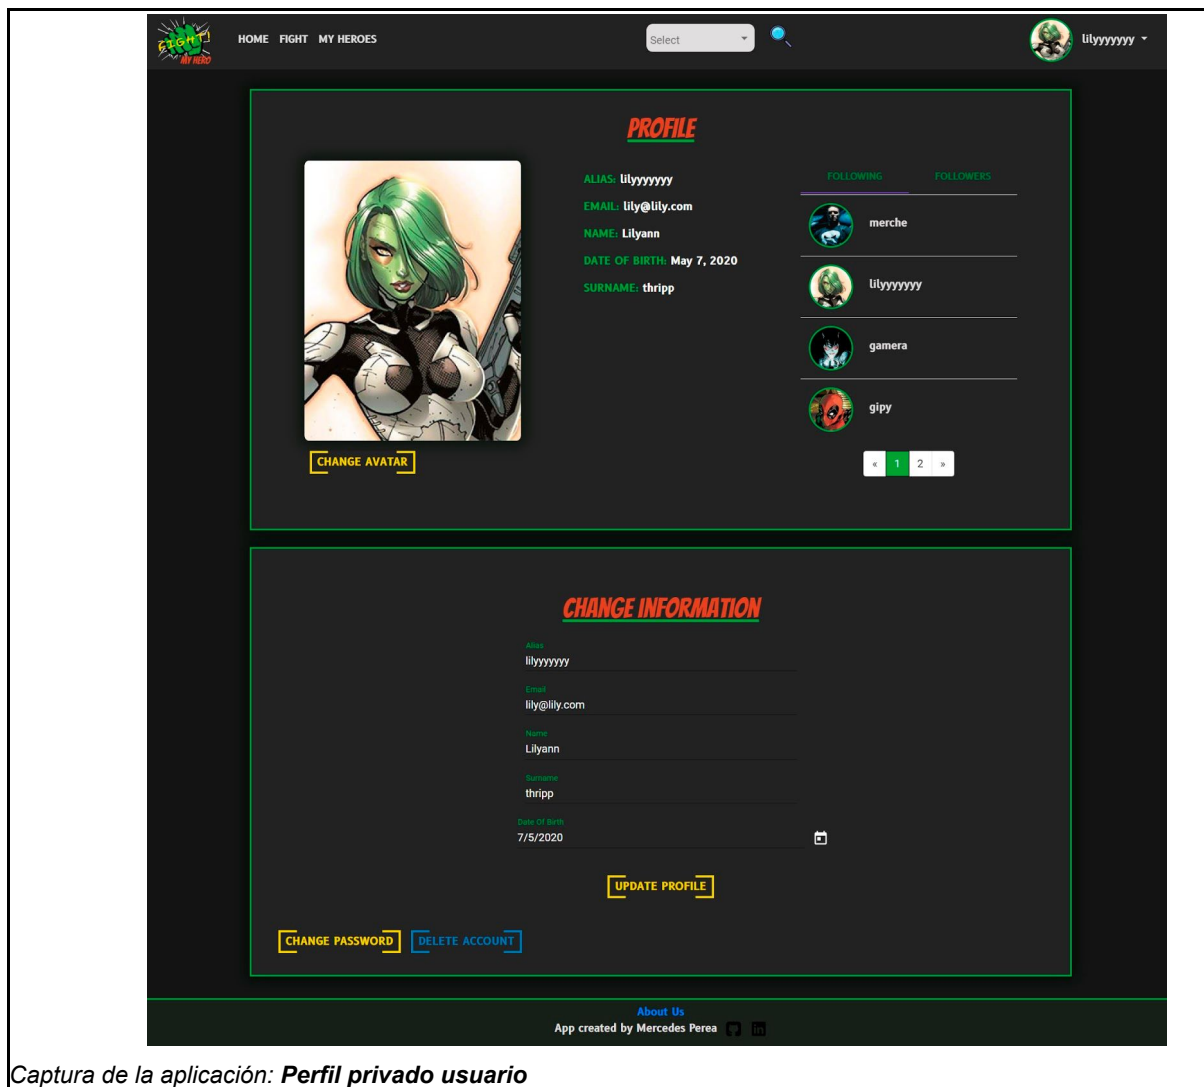 FIGHT!
MY HERO
HOME FIGHT MY HEROES
Select
lilyyyyyyy
PROFILE
ALIAS: lilyyyyyyy
EMAIL: lily@lily.com
NAME: Lilyann
DATE OF BIRTH: May 7, 2020
SURNAME: thripp
CHANGE AVATAR
FOLLOWING FOLLOWERS
merche
lilyyyyyyy
gamera
gipy
« 1 2 »
CHANGE INFORMATION
Alias
lilyyyyyyy
Email
lily@lily.com
Name
Lilyann
Surname
thripp
Date Of Birth
7/5/2020
UPDATE PROFILE
CHANGE PASSWORD DELETE ACCOUNT
About Us
App created by Mercedes Perea
Captura de la aplicación: Perfil privado usuario